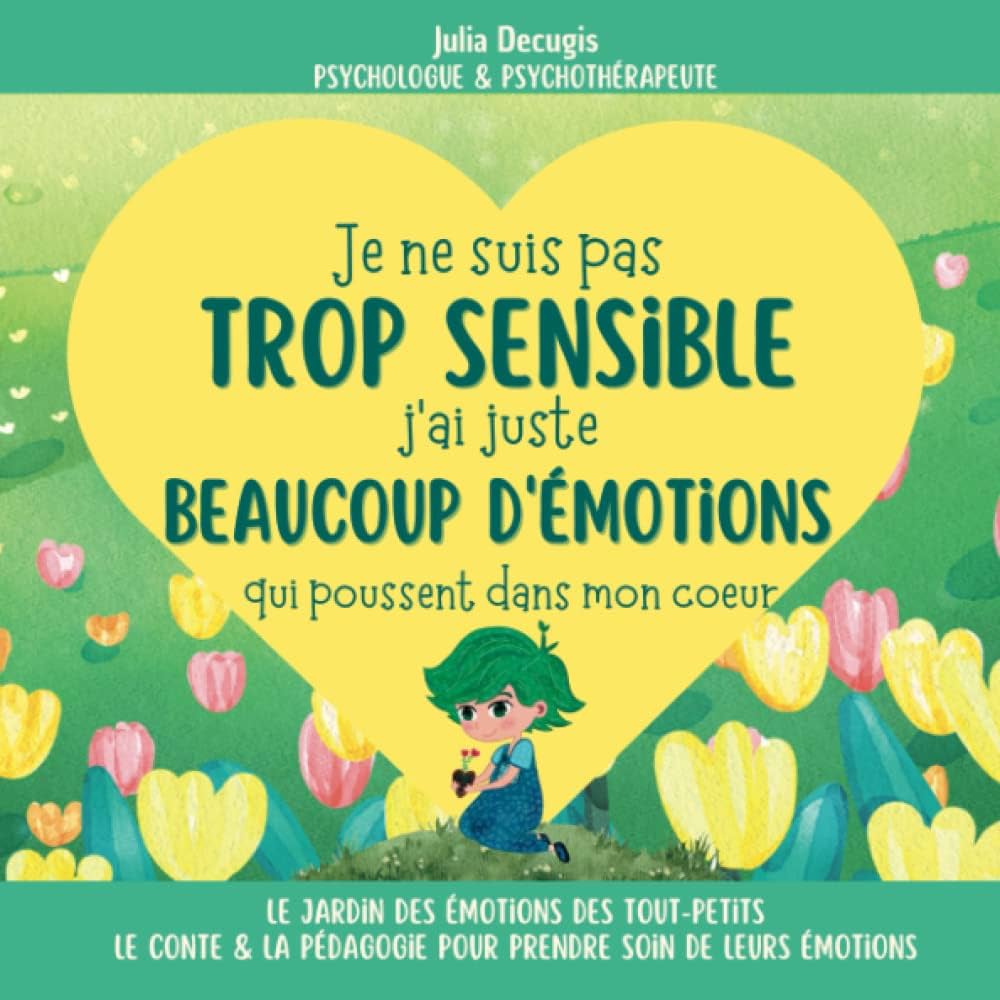 Julia Decugis
PSYCHOLOGUE & PSYCHOTHÉRAPEUTE
Je ne suis pas
TROP SENSiBLE
j'ai juste
BEAUCOUP D'ÉMOTiONS
qui poussent dans mon coeur
LE JARDiN DES ÉMOTiONS DES TOUT-PETiTS
LE CONTE & LA PÉDAGOGiE POUR PRENDRE SOiN DE LEURS ÉMOTiONS